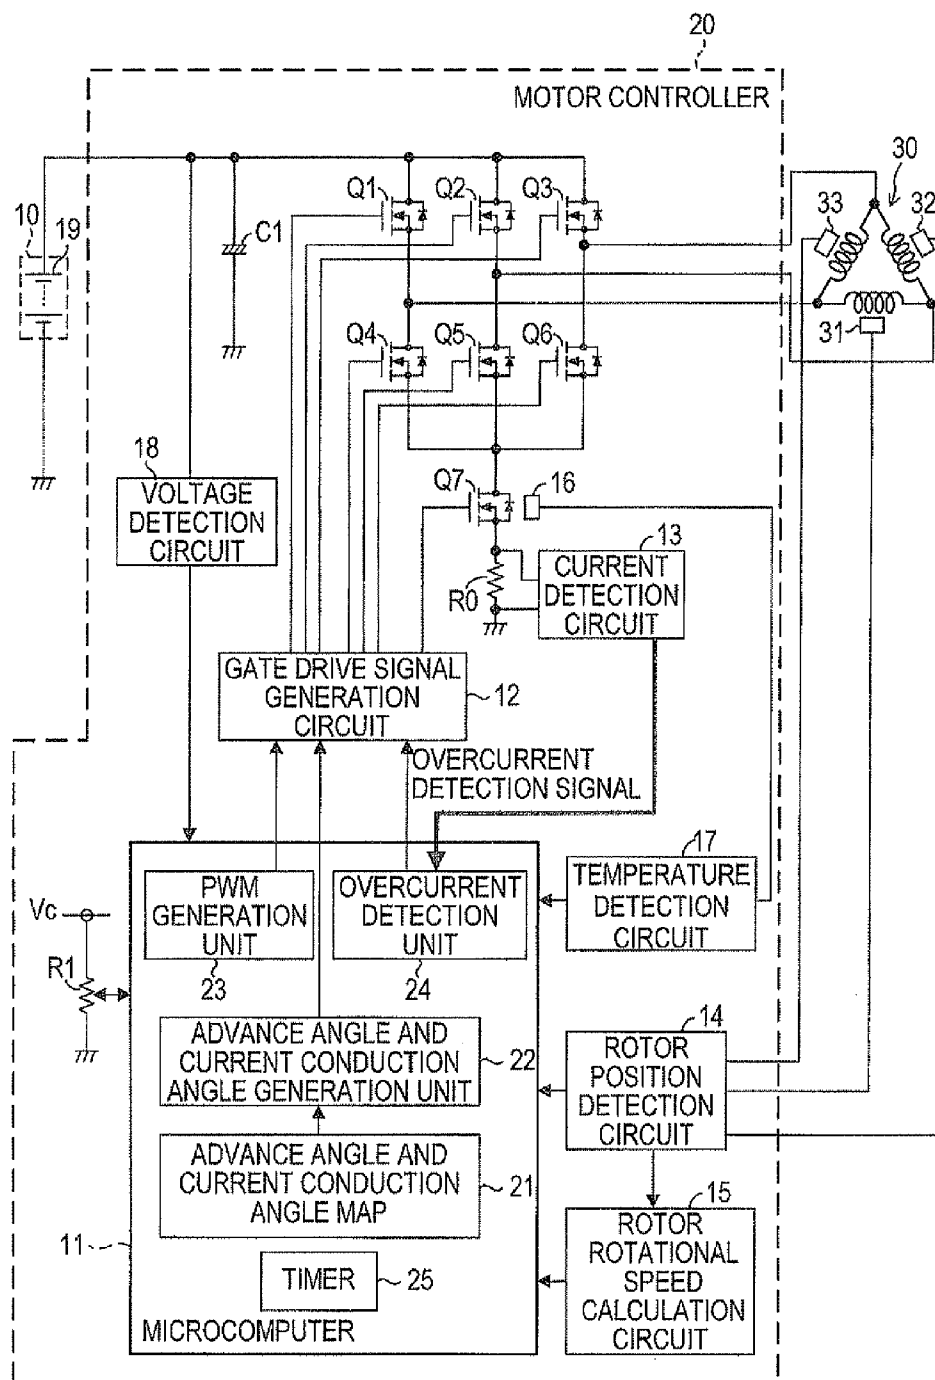 20
MOTOR CONTROLLER
30
Q1
Q2
Q3
33
32
10
19
C1
31
Q4
Q5
Q6
18
VOLTAGE
DETECTION
CIRCUIT
Q7
16
13
CURRENT
DETECTION
CIRCUIT
R0
GATE DRIVE SIGNAL
GENERATION
CIRCUIT
12
OVERCURRENT
DETECTION SIGNAL
17
TEMPERATURE
DETECTION
CIRCUIT
PWM
GENERATION
UNIT
23
OVERCURRENT
DETECTION
UNIT
24
Vc
R1
14
ROTOR
POSITION
DETECTION
CIRCUIT
ADVANCE ANGLE AND
CURRENT CONDUCTION
ANGLE GENERATION UNIT
22
ADVANCE ANGLE AND
CURRENT CONDUCTION
ANGLE MAP
21
15
ROTOR
ROTATIONAL
SPEED
CALCULATION
CIRCUIT
11
TIMER
25
MICROCOMPUTER